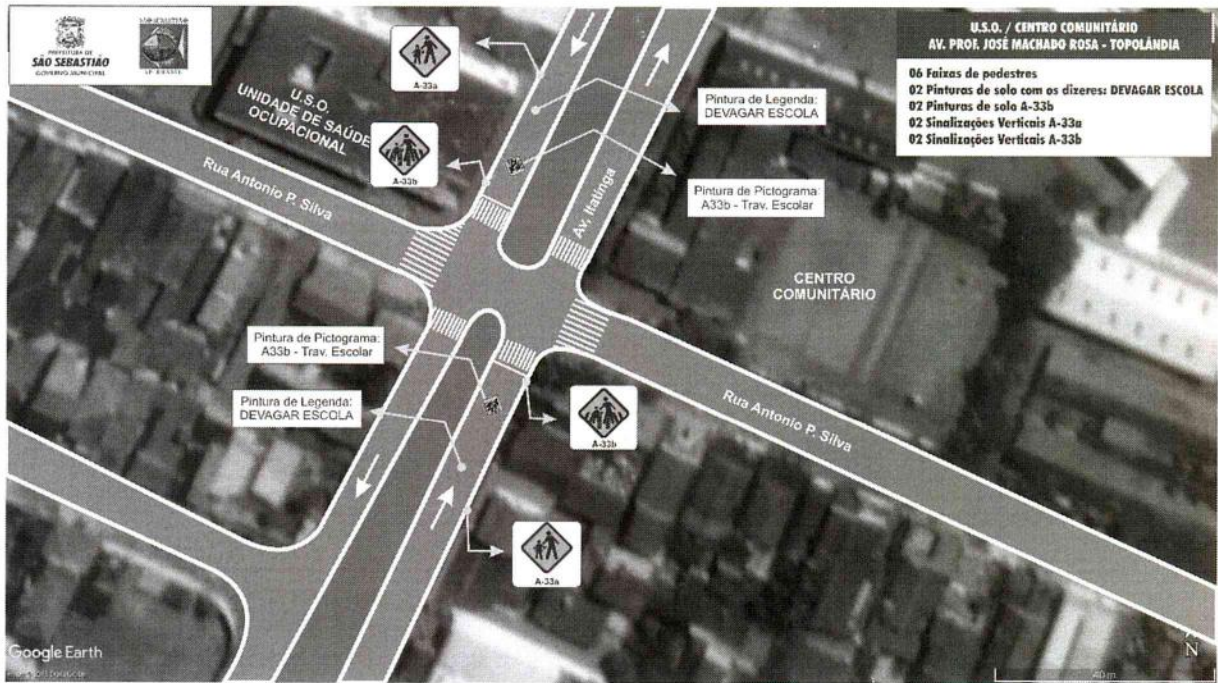 PREFEITURA DE
SÃO SEBASTIÃO
GOVERNO MUNICIPAL
U.S.O. / CENTRO COMUNITÁRIO
AV. PROF. JOSÉ MACHADO ROSA - TOPOLÂNDIA
06 Faixas de pedestres
02 Pinturas de solo com os dizeres: DEVAGAR ESCOLA
02 Pinturas de solo A-33b
02 Sinalizações Verticais A-33a
02 Sinalizações Verticais A-33b
A-33a
U.S.O.
UNIDADE DE SAÚDE
OCUPACIONAL
A-33b
Pintura de Legenda:
DEVAGAR ESCOLA
Pintura de Pictograma:
A33b - Trav. Escolar
Rua Antonio P. Silva
Av. Itatinga
CENTRO
COMUNITÁRIO
Pintura de Pictograma:
A33b - Trav. Escolar
Pintura de Legenda:
DEVAGAR ESCOLA
A-33b
Rua Antonio P. Silva
A-33a
Google Earth
N
40 m